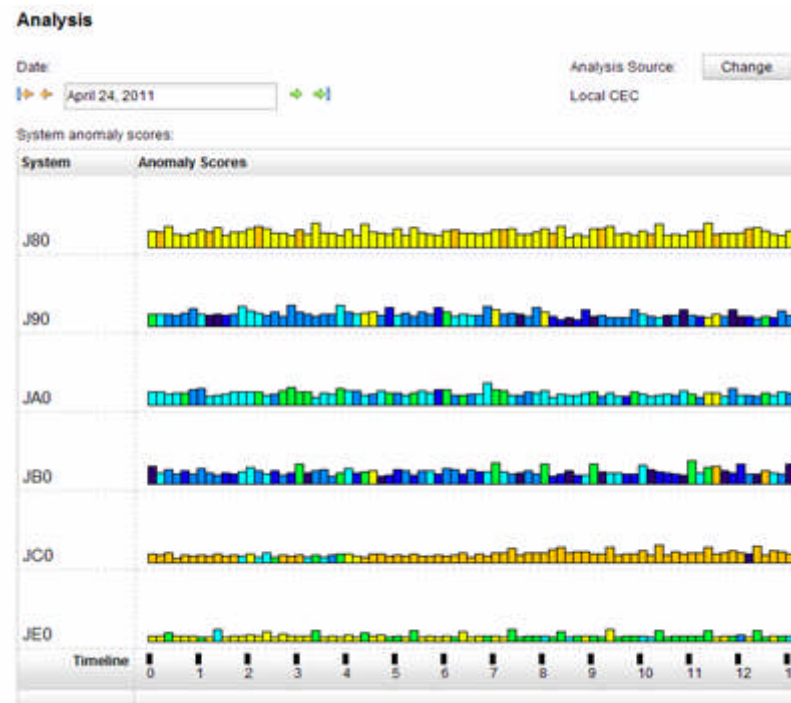 Analysis
Date:
Analysis Source:
Change
April 24, 2011
Local CEC
System anomaly scores:
System
Anomaly Scores
J80
J90
JA0
JB0
JC0
JE0
Timeline
0 1 2 3 4 5 6 7 8 9 10 11 12 1